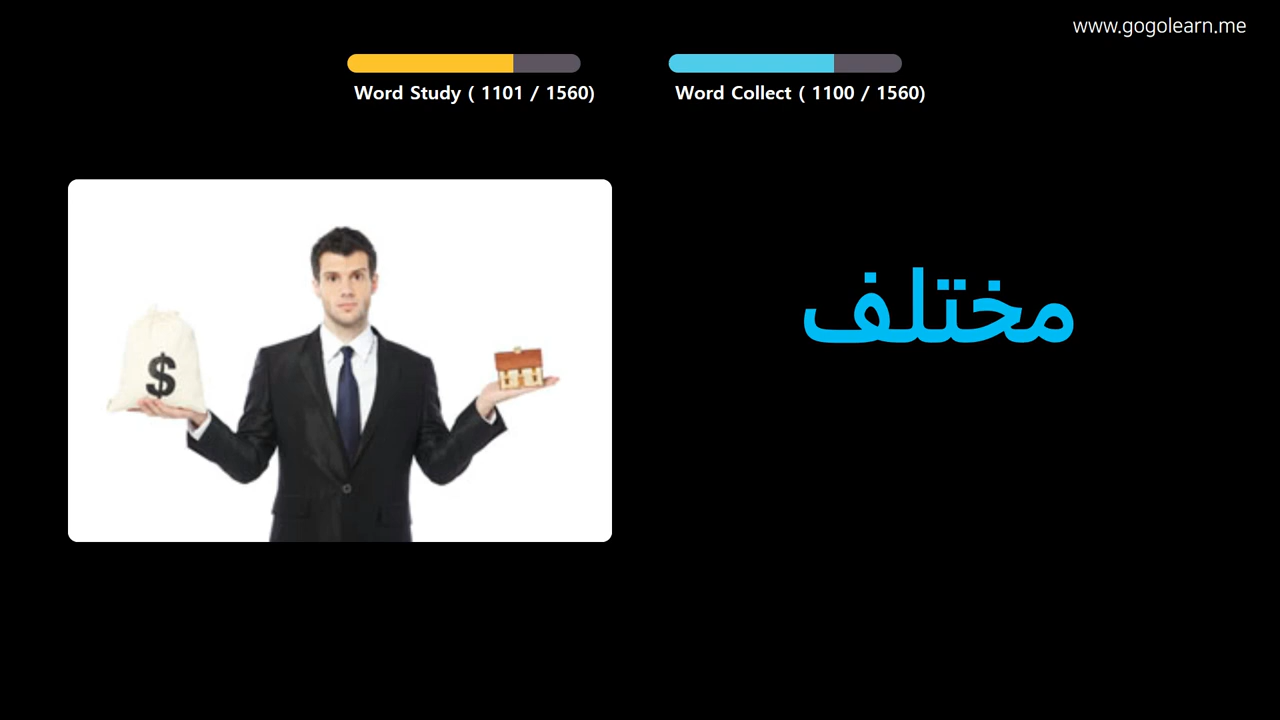 www.gogolearn.me
Word Study ( 1101 / 1560)
Word Collect ( 1100 / 1560)
مختلف
$